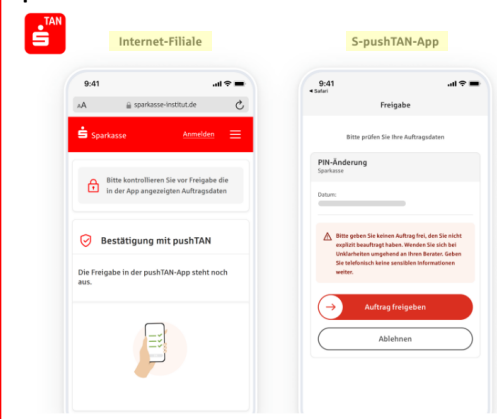 TAN
Internet-Filiale
S-pushTAN-App
9:41
AA sparkasse-institut.de
Sparkasse Anmelden
Bitte kontrollieren Sie vor Freigabe die
in der App angezeigten Auftragsdaten
Bestätigung mit pushTAN
Die Freigabe in der pushTAN-App steht noch
aus.
9:41
Safari
Freigabe
Bitte prüfen Sie Ihre Auftragsdaten
PIN-Änderung
Sparkasse
Datum:
Bitte geben Sie keinen Auftrag frei, den Sie nicht
explizit beauftragt haben. Wenden Sie sich bei
Unklarheiten umgehend an Ihren Berater. Geben
Sie telefonisch keine sensiblen Informationen
weiter.
Auftrag freigeben
Ablehnen